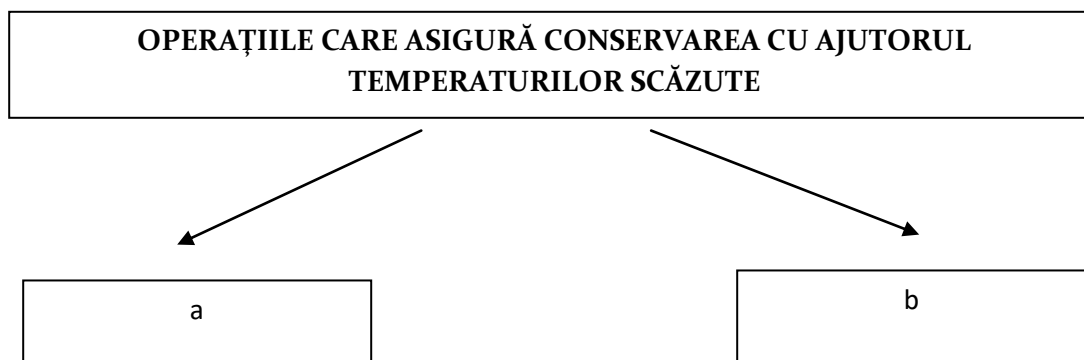 OPERAȚIILE CARE ASIGURĂ CONSERVAREA CU AJUTORUL
TEMPERATURILOR SCĂZUTE
a
b